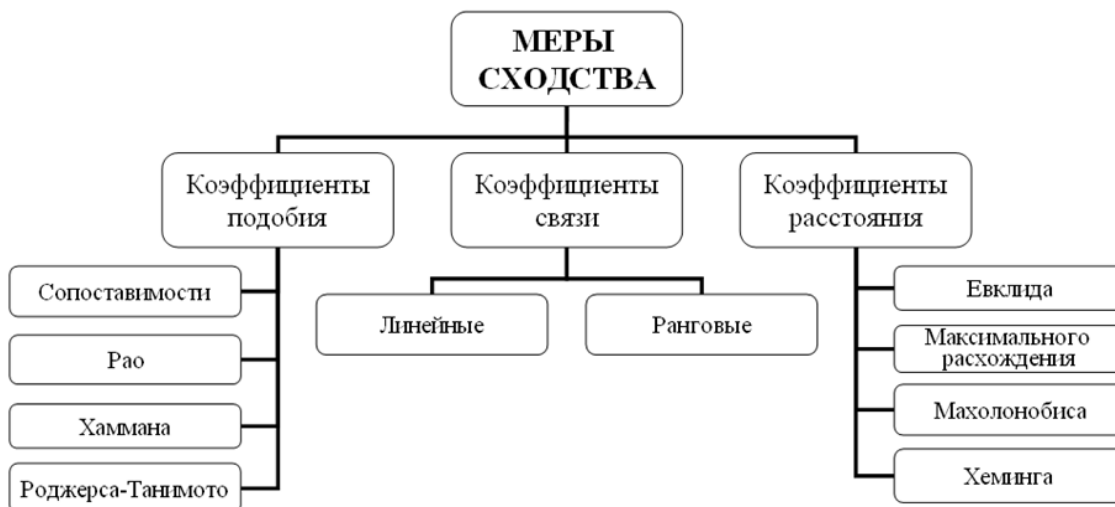 МЕРЫ
СХОДСТВА
Коэффициенты
подобия
Коэффициенты
связи
Коэффициенты
расстояния
Сопоставимости
Рао
Хаммана
Роджерса-Танимото
Линейные
Ранговые
Евклида
Максимального
расхождения
Махолонобиса
Хеминга